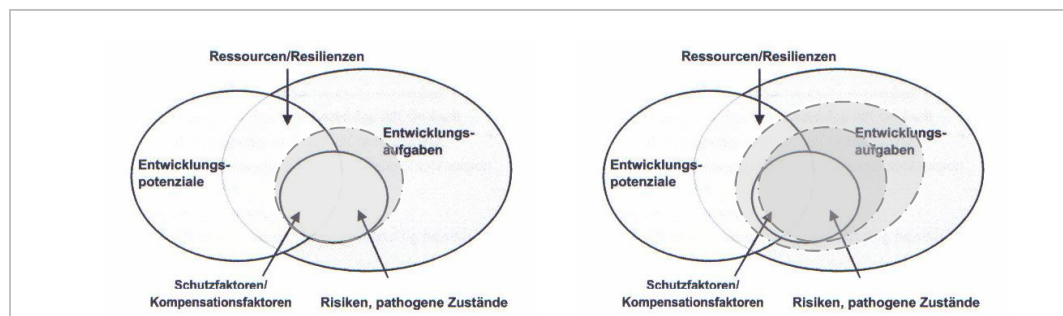 Ressourcen/Resilienzen
Entwicklungs-
aufgaben
Entwicklungs-
potenziale
Schutzfaktoren/
Kompensationsfaktoren
Risiken, pathogene Zustände
Ressourcen/Resilienzen
Entwicklungs-
aufgaben
Entwicklungs-
potenziale
Schutzfaktoren/
Kompensationsfaktoren
Risiken, pathogene Zustände